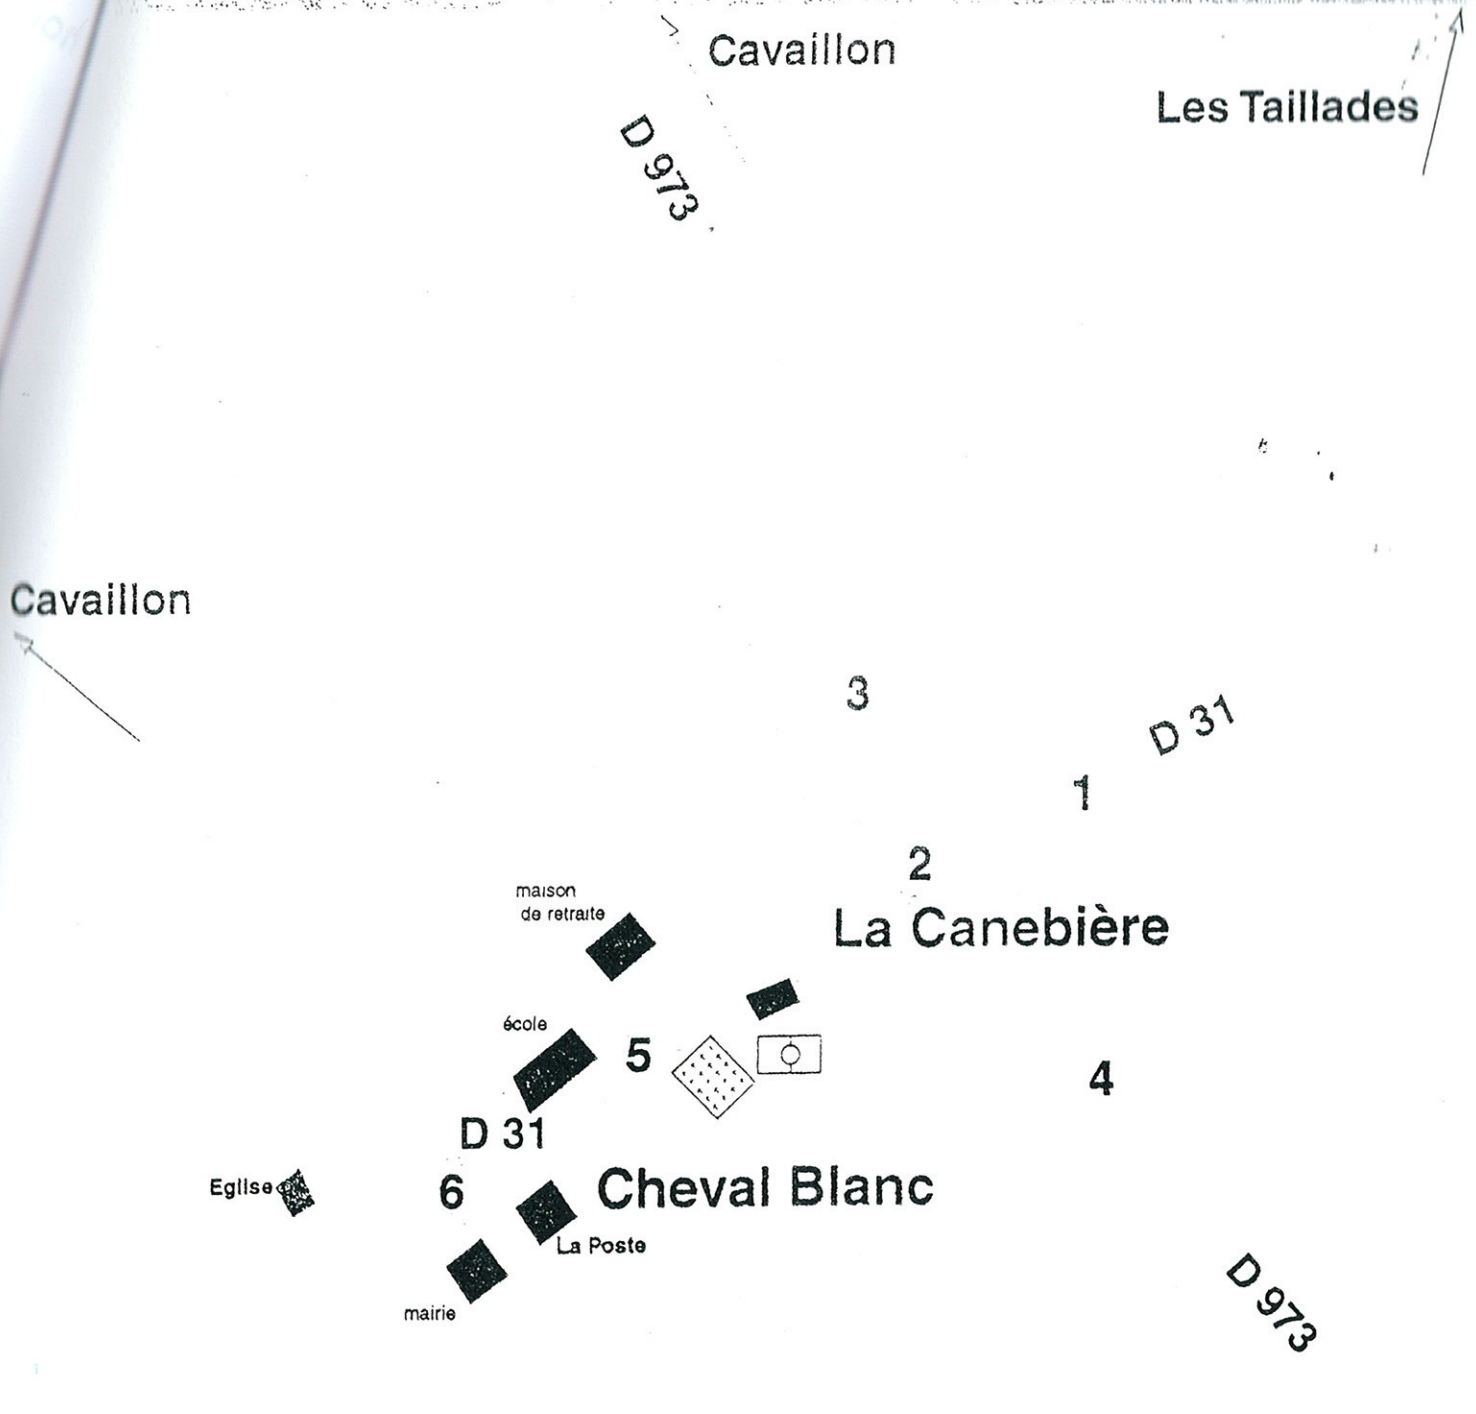 Cavaillon
Les Taillades
D 973
Cavaillon
3
D 31
1
2
maison
de retraite
La Canebière
école
5
4
D 31
Cheval Blanc
Eglise
6
La Poste
mairie
D 973